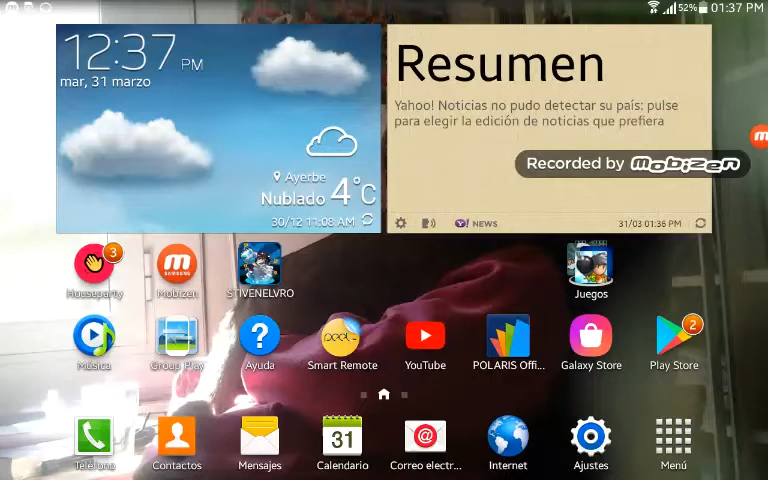 52% 01:37 PM
12:37 PM
mar, 31 marzo
Ayerbe
Nublado 4°C
30/12 11:08 AM
Resumen
Yahoo! Noticias no pudo detectar su país: pulse
para elegir la edición de noticias que prefiera
Recorded by mobizen
Y! NEWS
31/03 01:36 PM
3
SAMSUNG
Houseparty
Mobizen
STIVENELVRO
Juegos
2
Música
Group Play
Ayuda
Smart Remote
YouTube
POLARIS Offi...
Galaxy Store
Play Store
31
Teléfono
Contactos
Mensajes
Calendario
Correo electr...
Internet
Ajustes
Menú